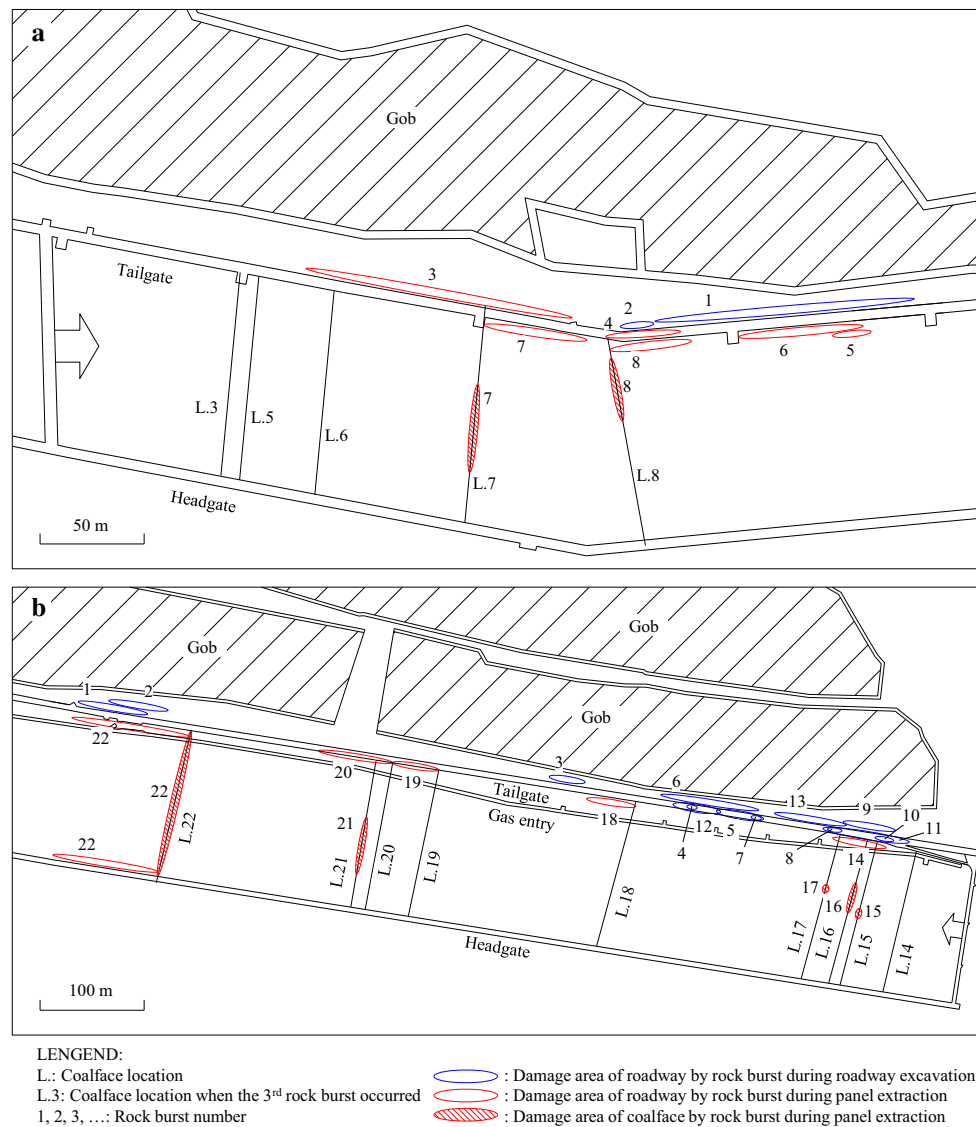 a
Gob
Tailgate
3
2
1
4
7
8
6
5
7
8
L.3
L.5
L.6
L.7
L.8
Headgate
50 m
b
Gob
Gob
Gob
1
2
22
22
L.22
22
20
19
21
L.21
L.20
L.19
3
Tailgate
Gas entry
18
L.18
6
4
12
5
7
13
9
8
10
11
14
17
16
15
L.17
L.16
L.15
L.14
Headgate
100 m
LENGEND:
L.: Coalface location
L.3: Coalface location when the 3rd rock burst occurred
1, 2, 3, …: Rock burst number
: Damage area of roadway by rock burst during roadway excavation
: Damage area of roadway by rock burst during panel extraction
: Damage area of coalface by rock burst during panel extraction